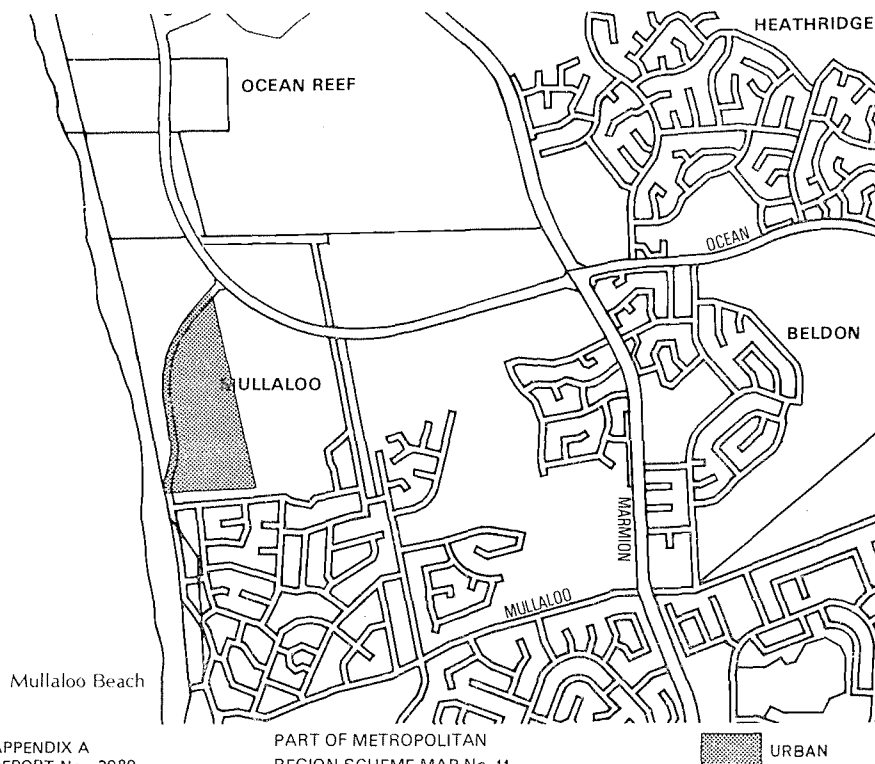 HEATHRIDGE
OCEAN REEF
OCEAN
BELDON
MULLALOO
MARMION
MULLALOO
Mullaloo Beach
APPENDIX A
PART OF METROPOLITAN
URBAN
REGION SCHEME MAP No. 11